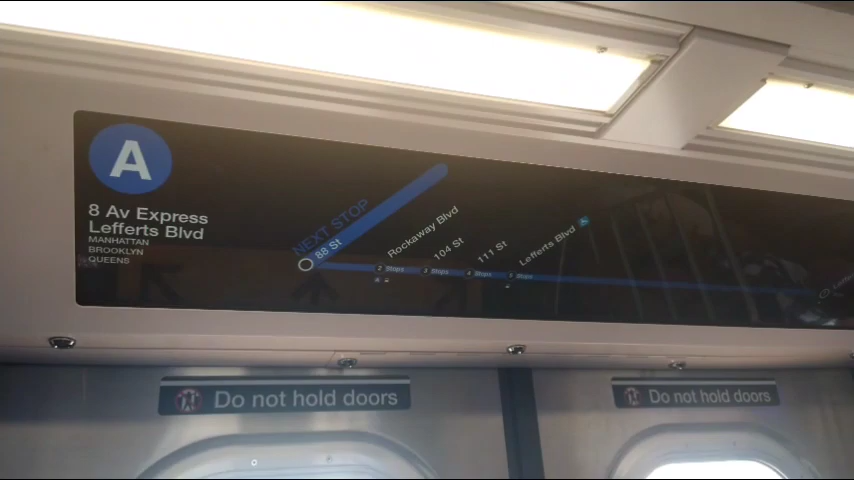 A
8 Av Express
Lefferts Blvd
MANHATTAN
BROOKLYN
QUEENS
NEXT STOP
88 St
Rockaway Blvd
104 St
111 St
Lefferts Blvd
2 Stops
3 Stops
4 Stops
5 Stops
Do not hold doors
Do not hold doors